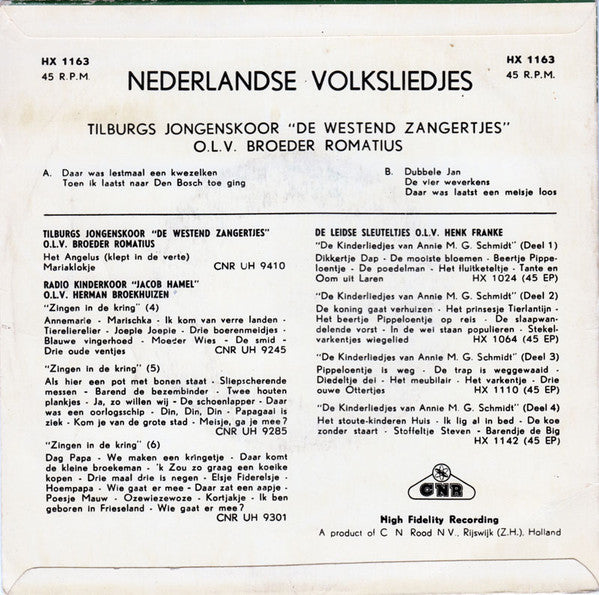 HX 1163
45 R.P.M.
HX 1163
45 R.P.M.
NEDERLANDSE VOLKSLIEDJES
TILBURGS JONGENSKOOR "DE WESTEND ZANGERTJES"
O.L.V. BROEDER ROMATIUS
A. Daar was lestmaal een kwezelken
Toen ik laatst naar Den Bosch toe ging
B. Dubbele Jan
De vier weverkens
Daar was laatst een meisje loos
TILBURGS JONGENSKOOR "DE WESTEND ZANGERTJES"
O.L.V. BROEDER ROMATIUS
Het Angelus (klept in de verte)
Mariaklokje CNR UH 9410
RADIO KINDERKOOR "JACOB HAMEL"
O.L.V. HERMAN BROEKHUIZEN
"Zingen in de kring" (4)
Annemarie - Marischka - Ik kom van verre landen -
Tierelierelier - Joepie Joepie - Drie boerenmeidjes -
Blauwe vingerhoed - Moeder Wies - De smid -
Drie oude ventjes CNR UH 9245
"Zingen in de kring" (5)
Als hier een pot met bonen staat - Sliepscherende
messen - Barend de bezembinder - Twee houten
plankjes - Ja, zo willen wij - De schoenlapper - Daar
was een oorlogsschip - Din, Din, Din - Papagaai is
ziek - Kom je van de grote stad - Meisje, ga je mee?
CNR UH 9285
"Zingen in de kring" (6)
Dag Papa - We maken een kringetje - Daar komt
de kleine broekeman - 'k Zou zo graag een koeike
kopen - Drie maal drie is negen - Elsje Fiderelsje -
Hoempapa - Wie gaat er mee - Daar zat een aapje -
Poesje Mauw - Ozewiezewoze - Kortjakje - Ik ben
geboren in Frieseland - Wie gaat er mee?
CNR UH 9301
DE LEIDSE SLEUTELTJES O.L.V. HENK FRANKE
"De Kinderliedjes van Annie M. G. Schmidt" (Deel 1)
Dikkertje Dap - De mooiste bloemen - Beertje Pippe-
loentje - De poedelman - Het fluitketeltje - Tante en
Oom uit Laren HX 1024 (45 EP)
"De Kinderliedjes van Annie M. G. Schmidt" (Deel 2)
De koning gaat verhuizen - Het prinsesje Tierlantijn -
Het beertje Pippeloentje op reis - De slaapwan-
delende vorst - In de wei staan populieren - Stekel-
varkentjes wiegelied HX 1064 (45 EP)
"De Kinderliedjes van Annie M. G. Schmidt" (Deel 3)
Pippeloentje is weg - De trap is weggewaaid -
Diedeltje dei - Het meubilair - Het varkentje - Drie
ouwe Ottertjes HX 1110 (45 EP)
"De Kinderliedjes van Annie M. G. Schmidt" (Deel 4)
Het stoute-kinderen Huis - Ik lig al in bed - De koe
zonder staart - Stoffeltje Steven - Barendje de Big
HX 1142 (45 EP)
CNR
High Fidelity Recording
A product of C N Rood N V., Rijswijk (Z.H.), Holland